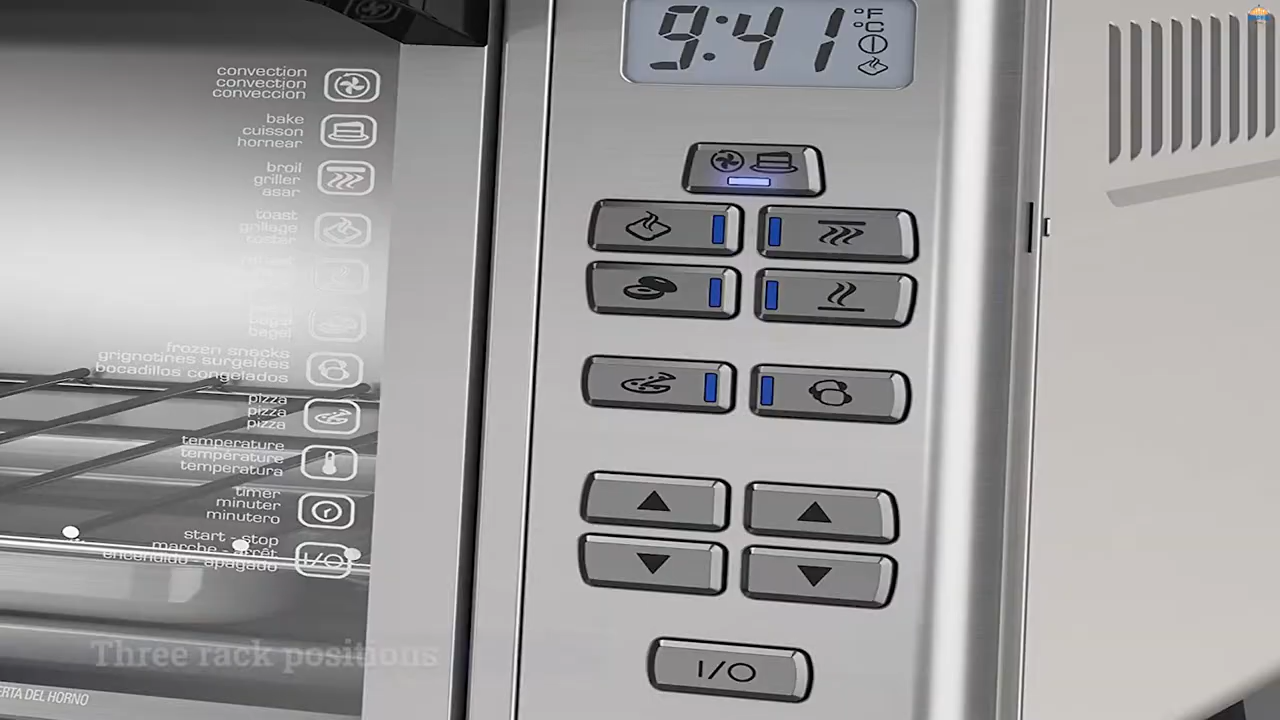 9:41
°F
°C
convection
convection
convección
bake
cuisson
hornear
broil
griller
asar
toast
grillage
tostar
bagel
bagel
frozen snacks
grignotines surgelées
bocadillos congelados
pizza
pizza
pizza
temperature
température
temperatura
timer
minuter
minutero
start - stop
marche - arrêt
encendido - apagado
I/O
I/O
Three rack positions
ERTA DEL HORNO